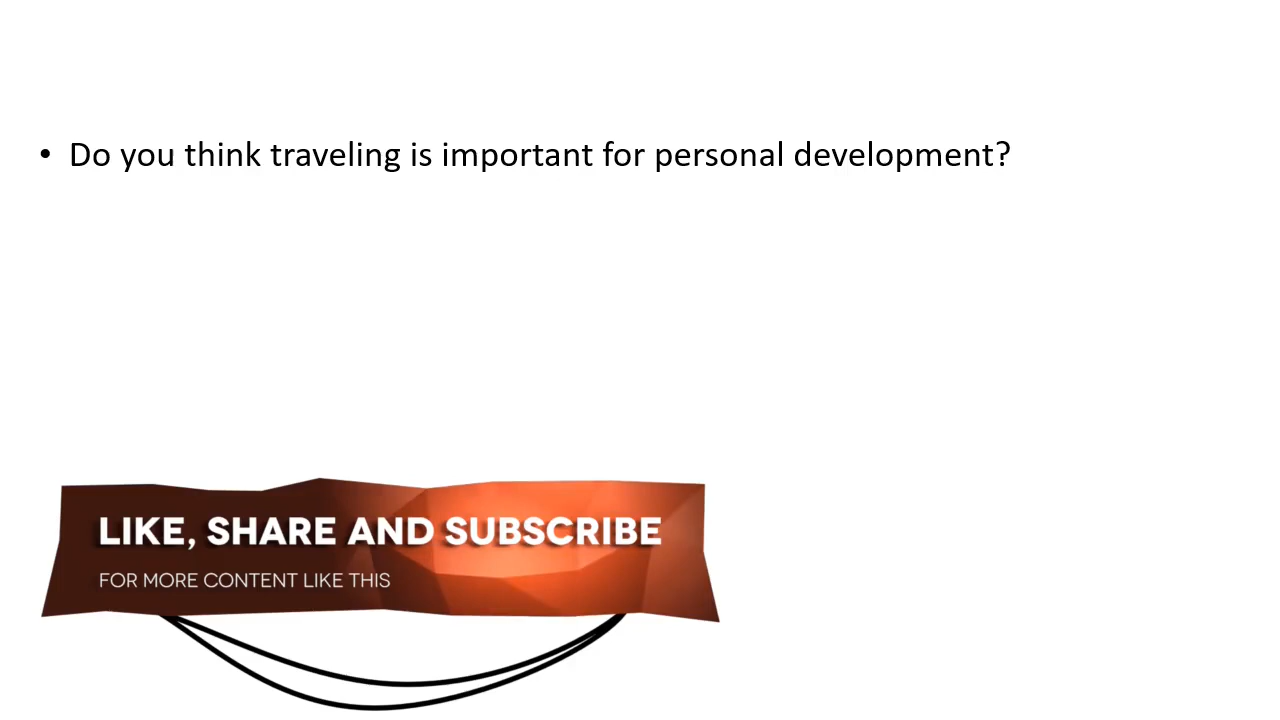 • Do you think traveling is important for personal development?
LIKE, SHARE AND SUBSCRIBE
FOR MORE CONTENT LIKE THIS